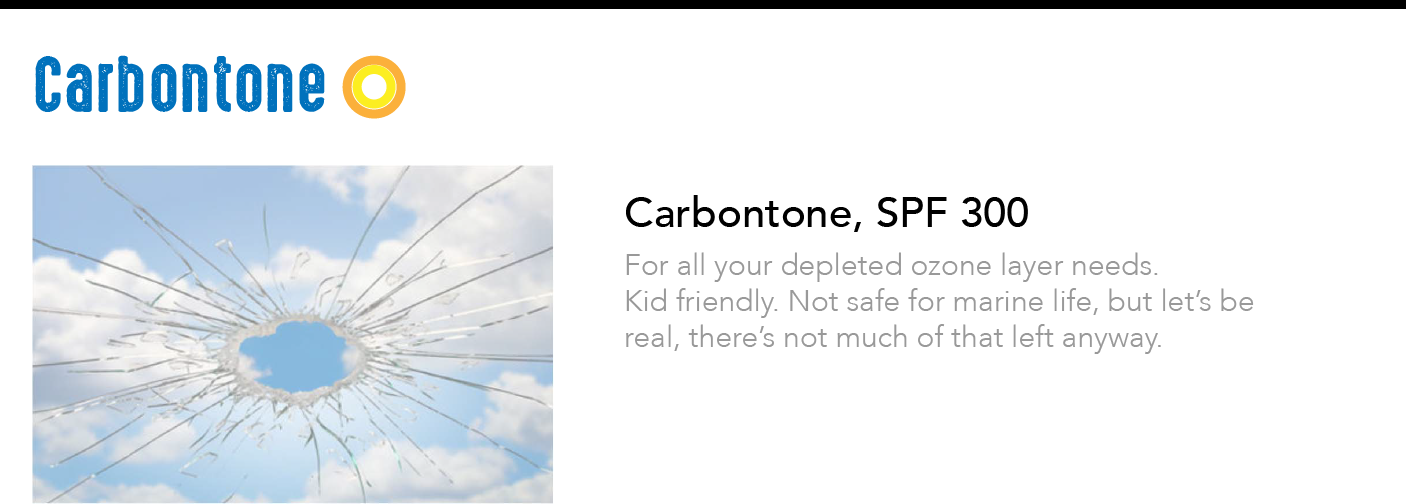 Carbontone
Carbontone, SPF 300
For all your depleted ozone layer needs.
Kid friendly. Not safe for marine life, but let’s be
real, there’s not much of that left anyway.